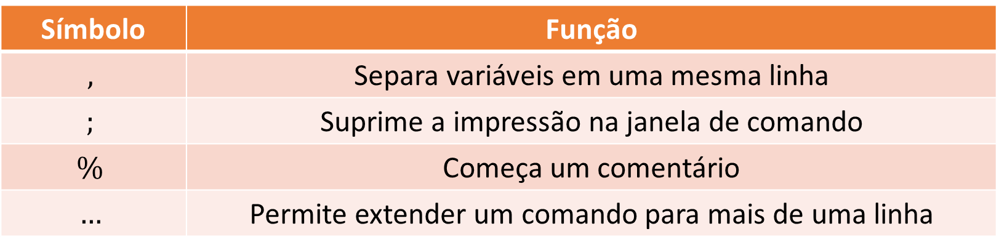 Símbolo Função
, Separa variáveis em uma mesma linha
; Suprime a impressão na janela de comando
% Começa um comentário
... Permite extender um comando para mais de uma linha